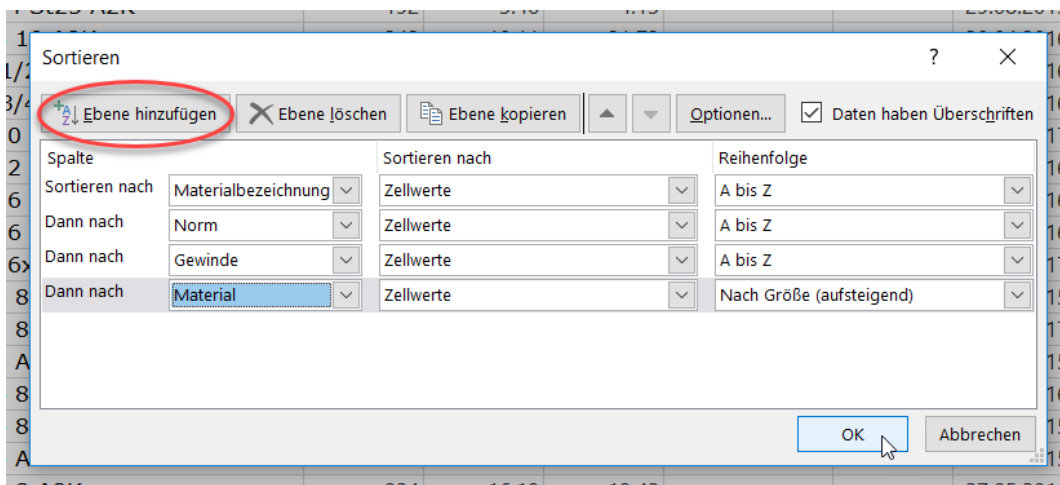 Sortieren ?
Ebene hinzufügen Ebene löschen Ebene kopieren Optionen... Daten haben Überschriften
Spalte Sortieren nach Reihenfolge
Sortieren nach Materialbezeichnung Zellwerte A bis Z
Dann nach Norm Zellwerte A bis Z
Dann nach Gewinde Zellwerte A bis Z
Dann nach Material Zellwerte Nach Größe (aufsteigend)
OK Abbrechen